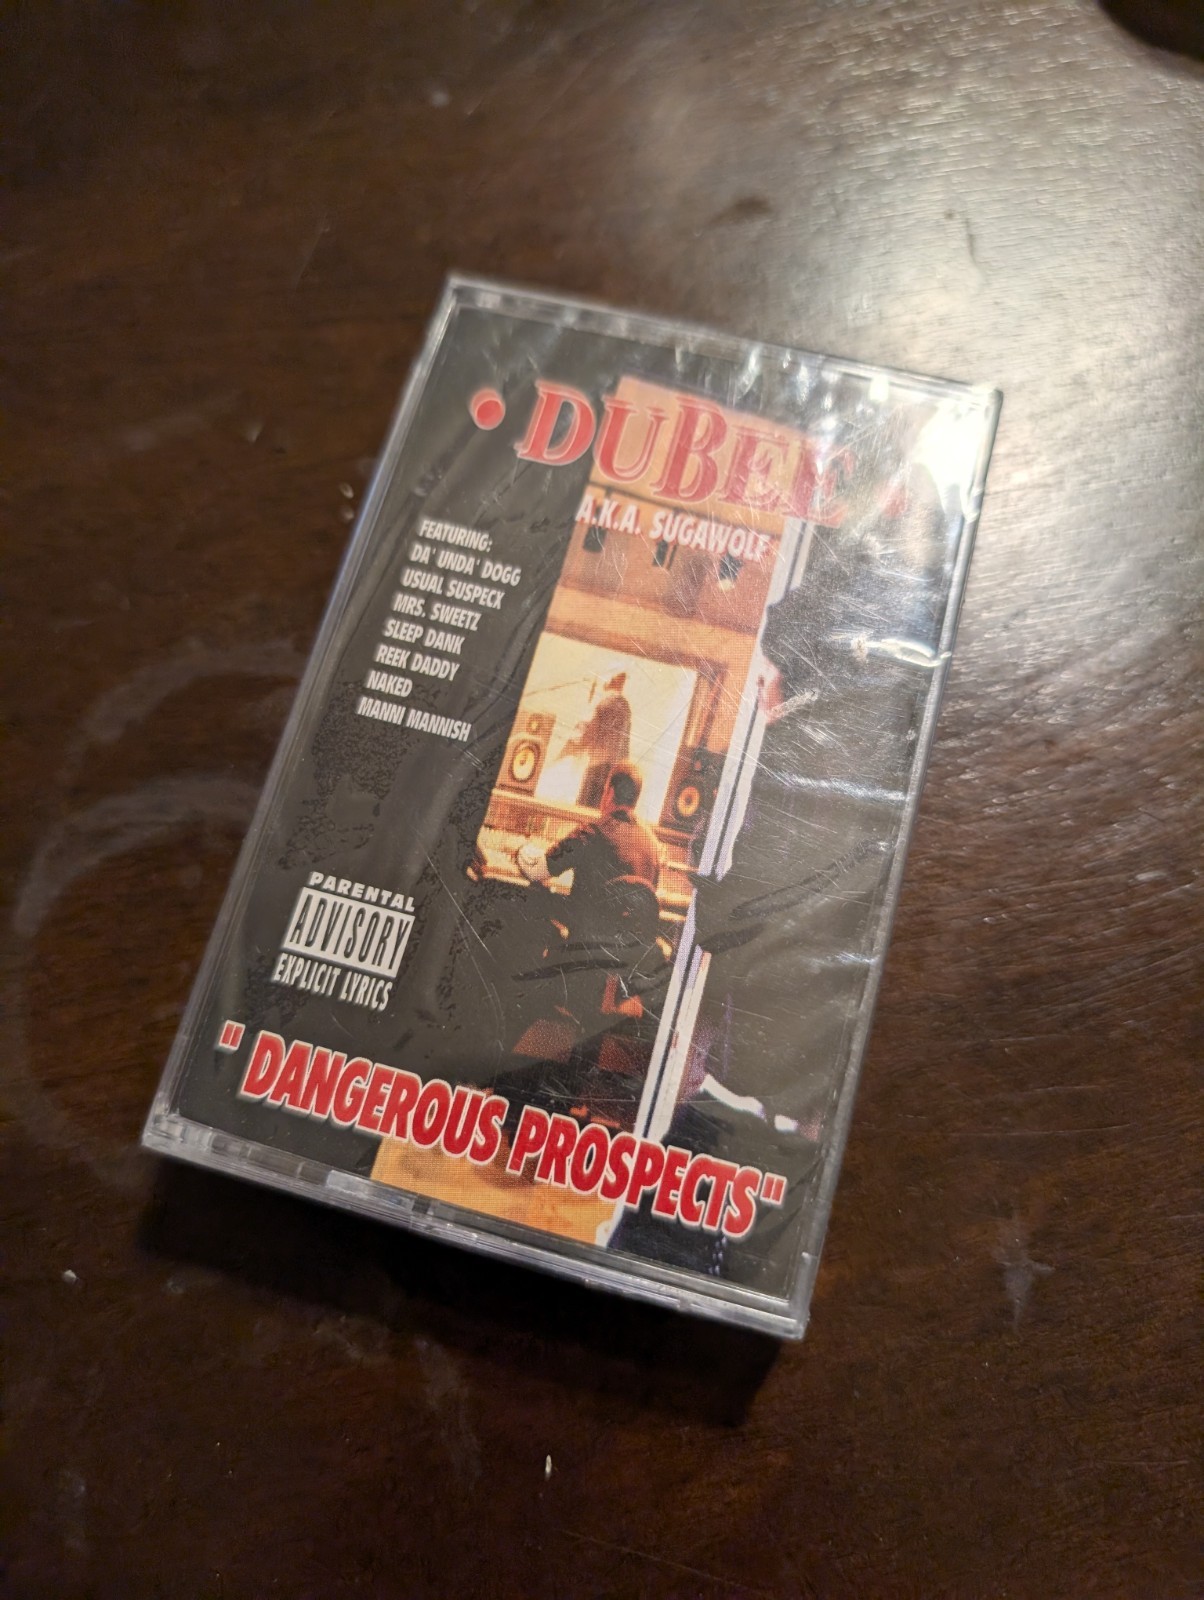 • DUBEE •
A.K.A. SUGAWOLF
FEATURING:
DA' UNDA' DOGG
USUAL SUSPECX
MRS. SWEETZ
SLEEP DANK
REEK DADDY
NAKED
MANNI MANNISH
PARENTAL
ADVISORY
EXPLICIT LYRICS
" DANGEROUS PROSPECTS"